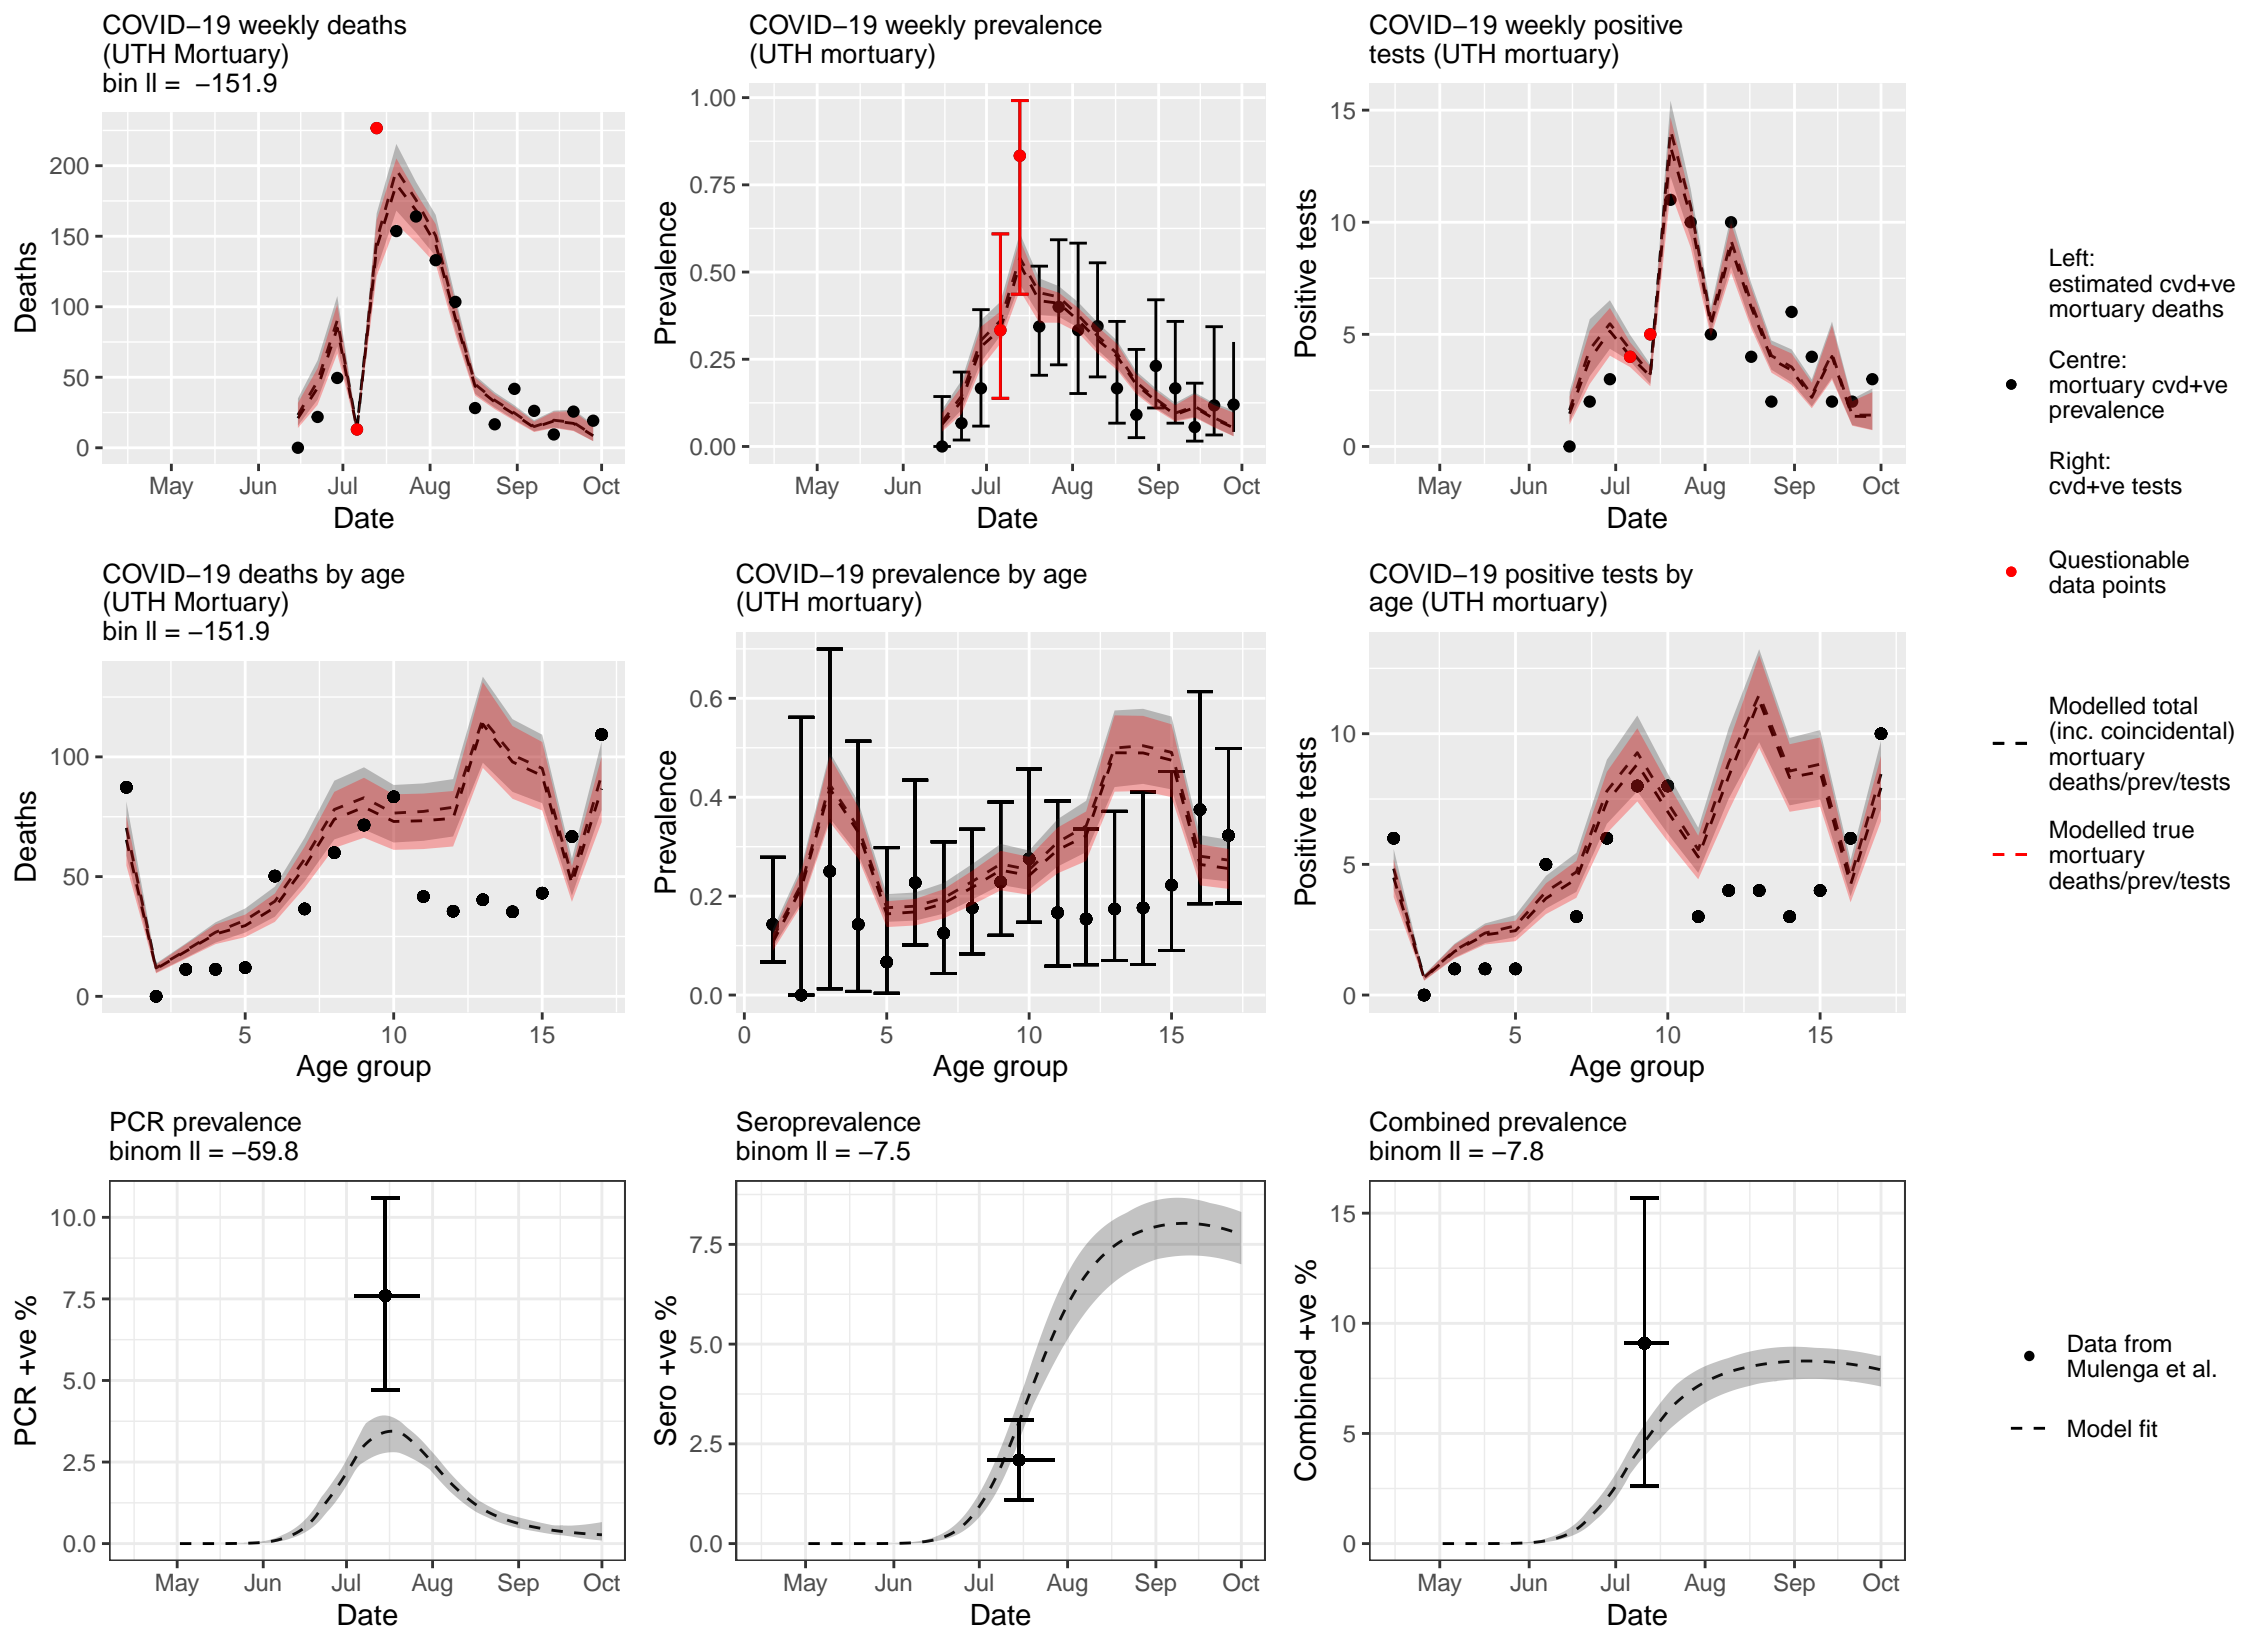 COVID−19 weekly deaths
(UTH Mortuary)
bin ll =  −151.9
Deaths
200
150
100
50
0
May Jun Jul Aug Sep Oct
Date
COVID−19 weekly prevalence
(UTH mortuary)
Prevalence
1.00
0.75
0.50
0.25
0.00
May Jun Jul Aug Sep Oct
Date
COVID−19 weekly positive
tests (UTH mortuary)
Positive tests
15
10
5
0
May Jun Jul Aug Sep Oct
Date
Left:
estimated cvd+ve
mortuary deaths
Centre:
mortuary cvd+ve
prevalence
Right:
cvd+ve tests
Questionable
data points
Modelled total
(inc. coincidental)
mortuary
deaths/prev/tests
Modelled true
mortuary
deaths/prev/tests
COVID−19 deaths by age
(UTH Mortuary)
bin ll = −151.9
Deaths
100
50
0
5 10 15
Age group
COVID−19 prevalence by age
(UTH mortuary)
Prevalence
0.6
0.4
0.2
0.0
0 5 10 15
Age group
COVID−19 positive tests by
age (UTH mortuary)
Positive tests
10
5
0
5 10 15
Age group
PCR prevalence
binom ll = −59.8
PCR +ve %
10.0
7.5
5.0
2.5
0.0
May Jun Jul Aug Sep Oct
Date
Seroprevalence
binom ll = −7.5
Sero +ve %
7.5
5.0
2.5
0.0
May Jun Jul Aug Sep Oct
Date
Combined prevalence
binom ll = −7.8
Combined +ve %
15
10
5
0
May Jun Jul Aug Sep Oct
Date
Data from
Mulenga et al.
Model fit